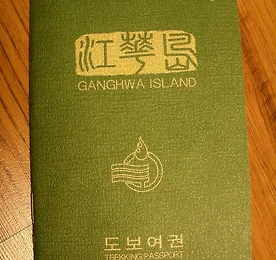 江華島
GANGHWA ISLAND
도보여권
TREKKING PASSPORT